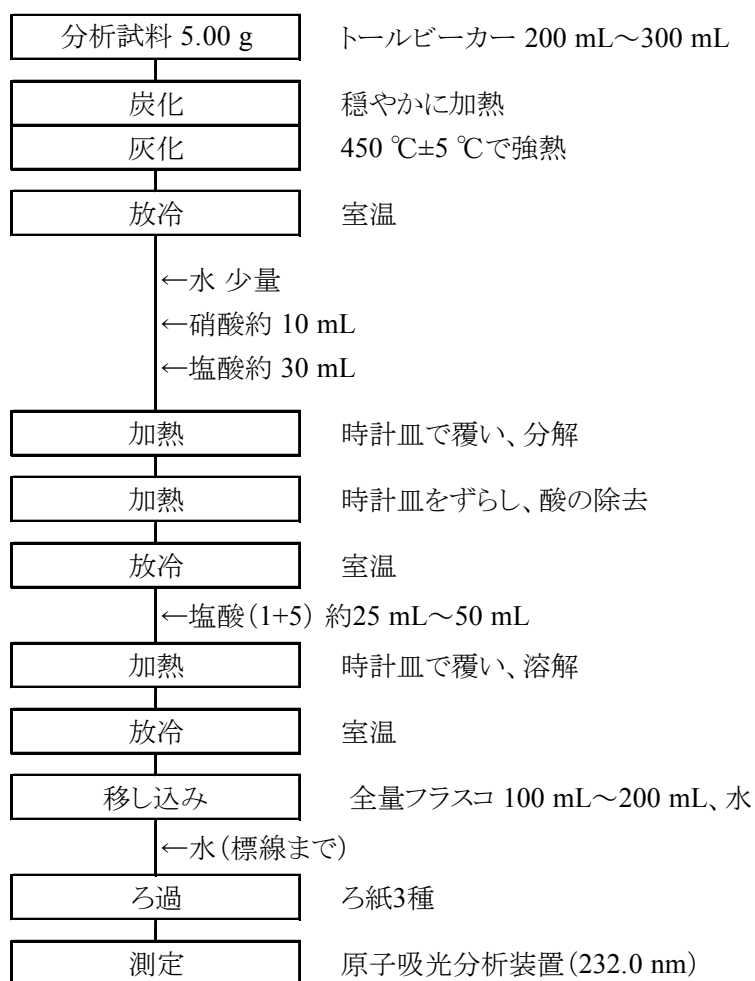 分析試料 5.00 g トールビーカー 200 mL～300 mL
炭化 穏やかに加熱
灰化 450 ℃±5 ℃で強熱
放冷 室温
←水 少量
←硝酸約 10 mL
←塩酸約 30 mL
加熱 時計皿で覆い、分解
加熱 時計皿をずらし、酸の除去
放冷 室温
←塩酸（1+5） 約25 mL～50 mL
加熱 時計皿で覆い、溶解
放冷 室温
移し込み 全量フラスコ 100 mL～200 mL、水
←水（標線まで）
ろ過 ろ紙3種
測定 原子吸光分析装置（232.0 nm）